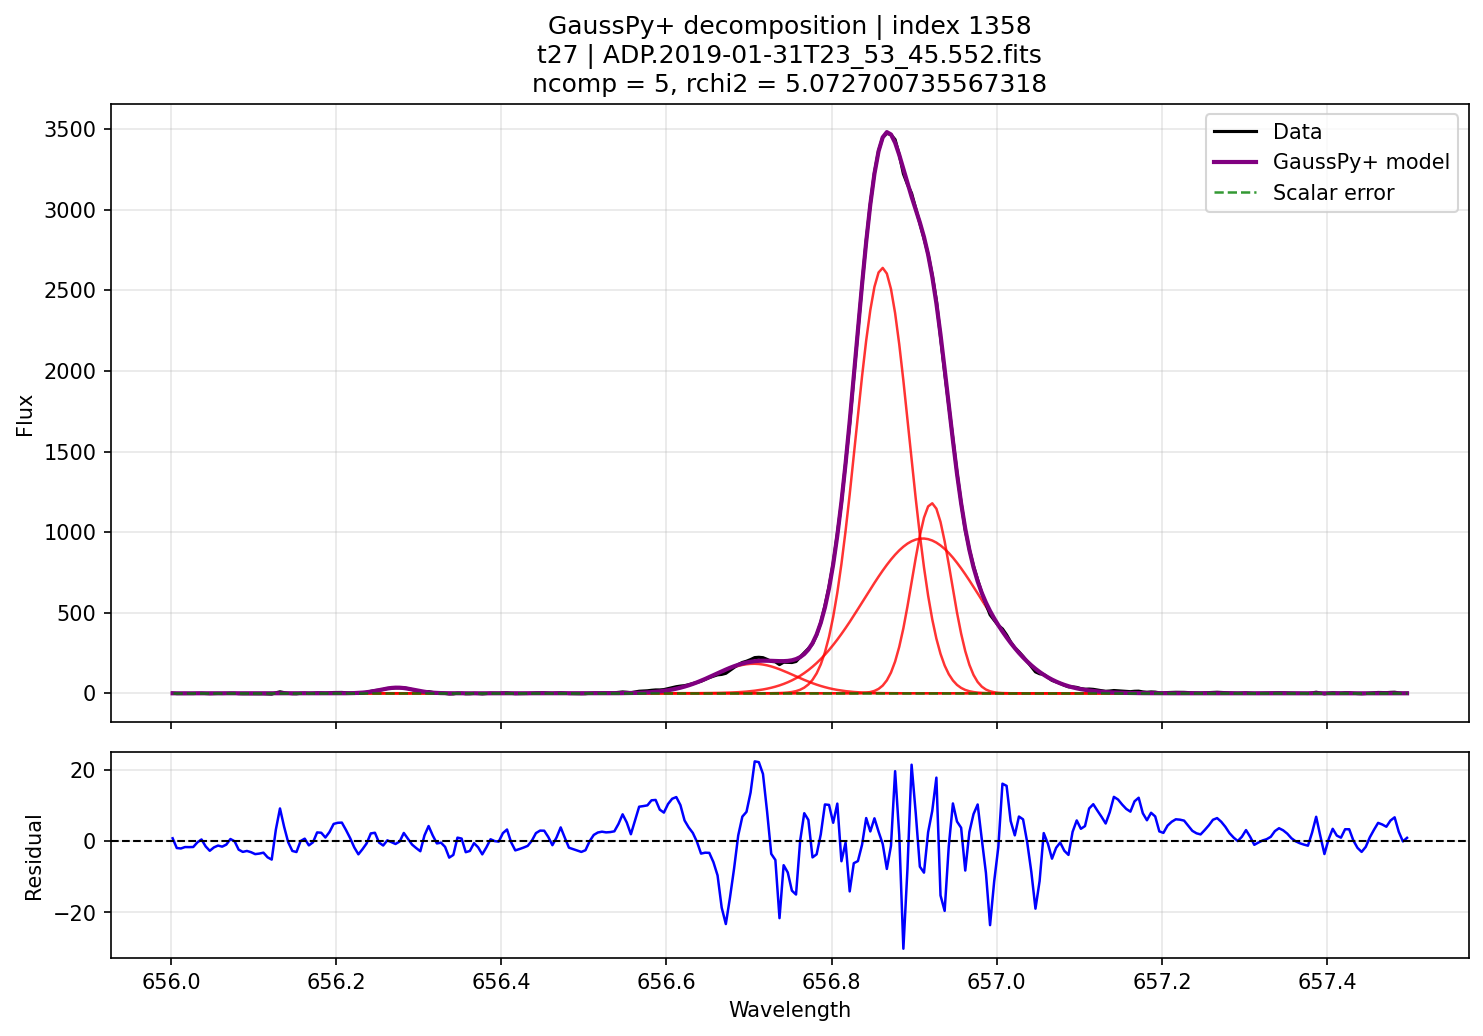 GaussPy+ decomposition | index 1358
t27 | ADP.2019-01-31T23_53_45.552.fits
ncomp = 5, rchi2 = 5.072700735567318
Data
GaussPy+ model
Scalar error
Flux
3500
3000
2500
2000
1500
1000
500
0
Residual
20
0
−20
656.0
656.2
656.4
656.6
656.8
657.0
657.2
657.4
Wavelength